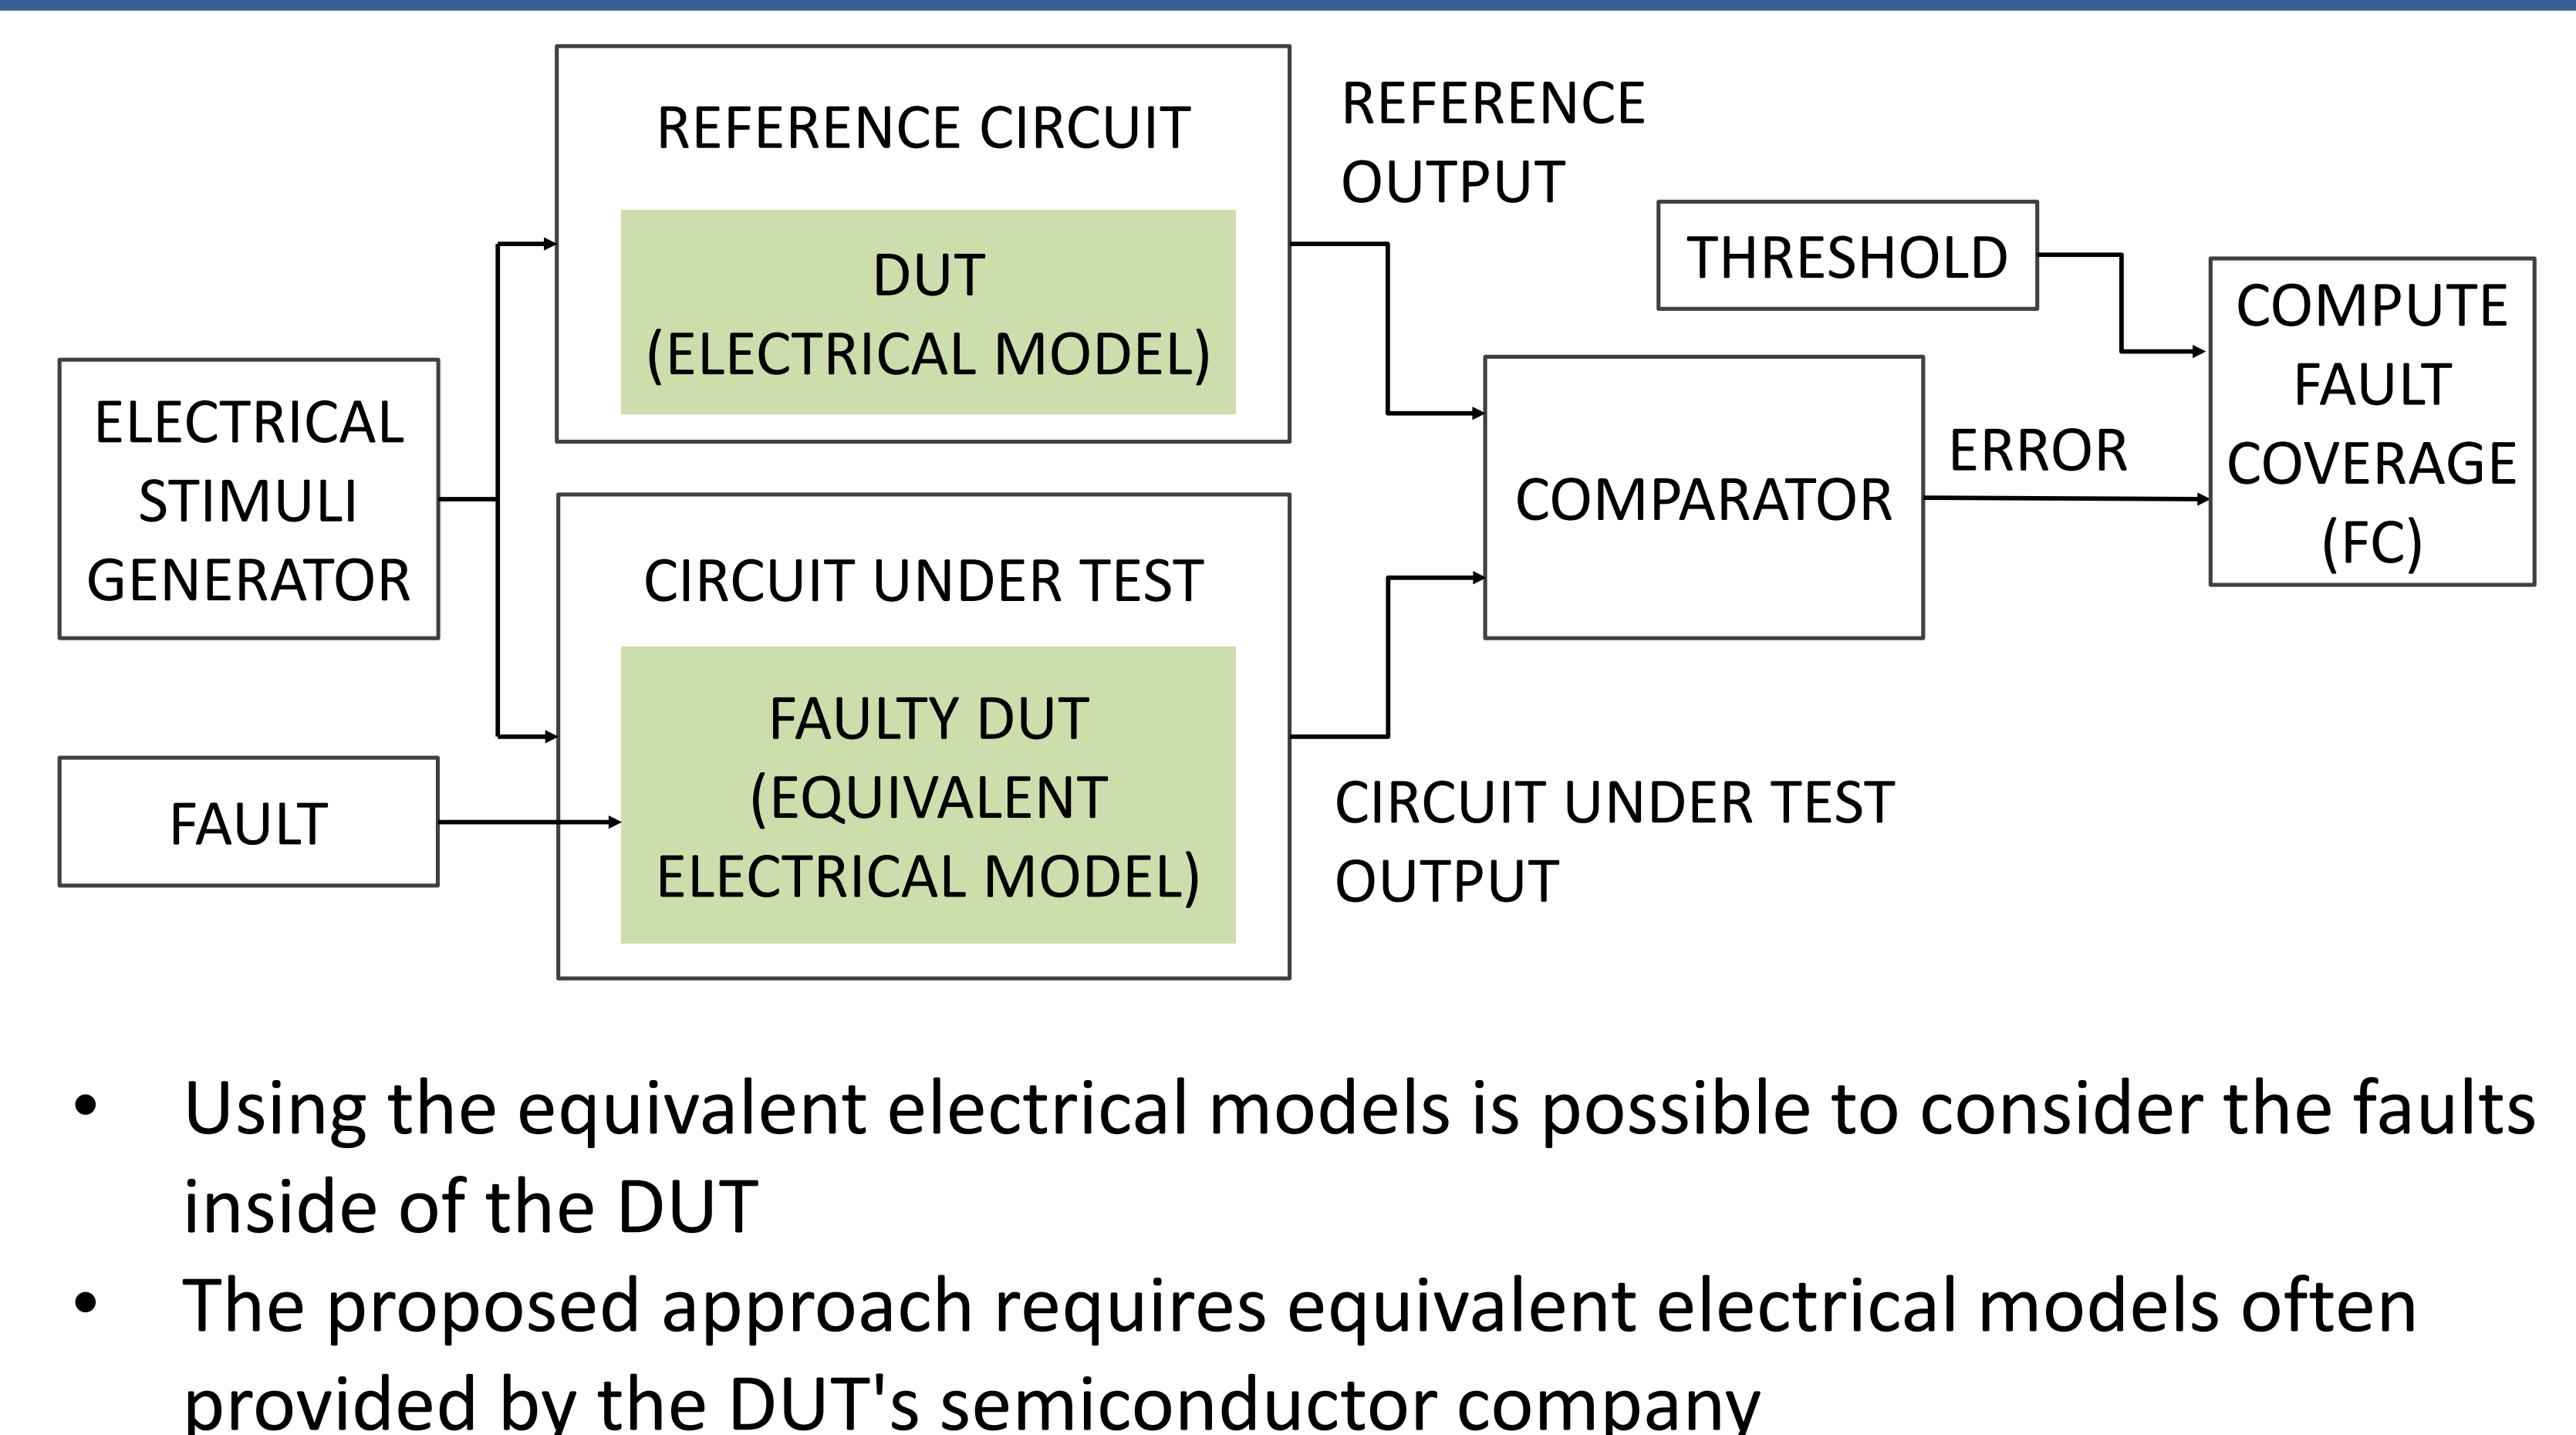 REFERENCE CIRCUIT
DUT
(ELECTRICAL MODEL)
REFERENCE
OUTPUT
THRESHOLD
COMPUTE
FAULT
COVERAGE
(FC)
ELECTRICAL
STIMULI
GENERATOR
COMPARATOR
ERROR
CIRCUIT UNDER TEST
FAULTY DUT
(EQUIVALENT
ELECTRICAL MODEL)
FAULT
CIRCUIT UNDER TEST
OUTPUT
• Using the equivalent electrical models is possible to consider the faults
inside of the DUT
• The proposed approach requires equivalent electrical models often
provided by the DUT's semiconductor company